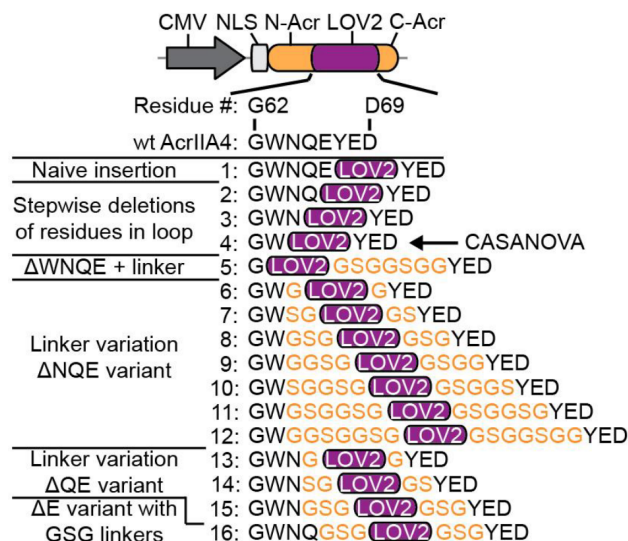 CMV NLS N-Acr LOV2 C-Acr
Residue #: G62 D69
wt AcrIIA4: GWNQEYED
Naive insertion
1: GWNQE LOV2 YED
Stepwise deletions
of residues in loop
2: GWNQ LOV2 YED
3: GWN LOV2 YED
4: GW LOV2 YED CASANOVA
ΔWNQE + linker
5: G LOV2 GSGGSGGYED
Linker variation
ΔNQE variant
6: GWG LOV2 GYED
7: GWSG LOV2 GSYED
8: GWGSG LOV2 GSGYED
9: GWGGSG LOV2 GSGGYED
10: GWSGGSG LOV2 GSGGSYED
11: GWGSGGSG LOV2 GSGGSGYED
12: GWGGSGGSG LOV2 GSGGSGGYED
Linker variation
ΔQE variant
13: GWNG LOV2 GYED
14: GWNSG LOV2 GSYED
ΔE variant with
GSG linkers
15: GWNGSG LOV2 GSGYED
16: GWNQGSG LOV2 GSGYED